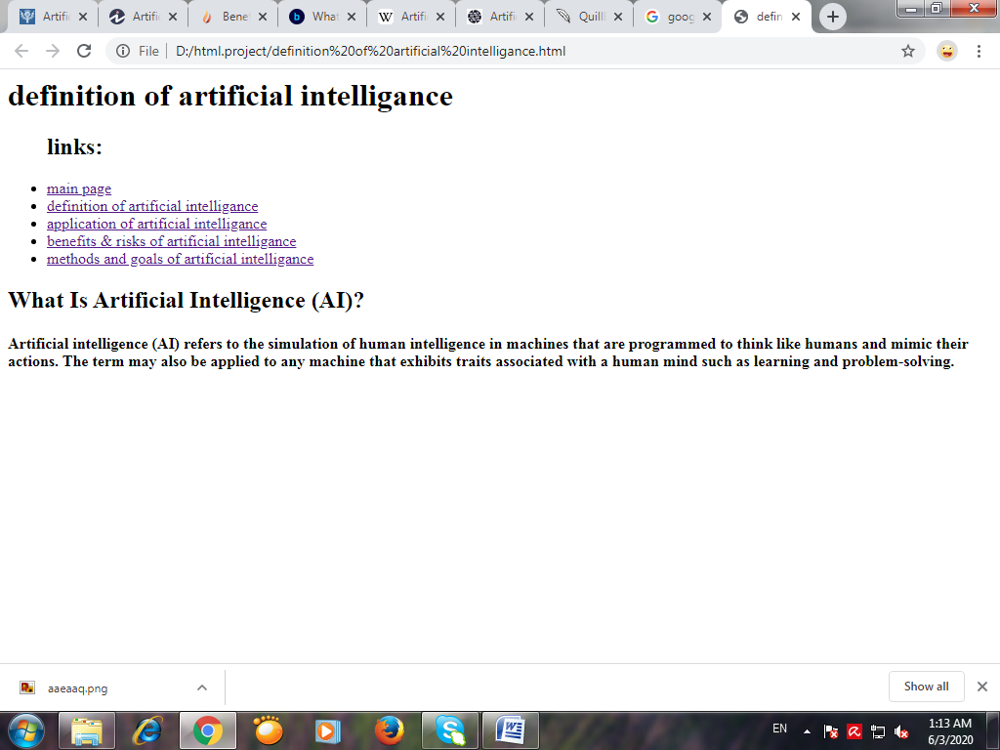 Artifi
Artifi
Bene
What
Artifi
Artifi
Quill
goog
defin
File
D:/html.project/definition%20of%20artificial%20intelligance.html
definition of artificial intelligance
links:
main page
definition of artificial intelligance
application of artificial intelligance
benefits & risks of artificial intelligance
methods and goals of artificial intelligance
What Is Artificial Intelligence (AI)?
Artificial intelligence (AI) refers to the simulation of human intelligence in machines that are programmed to think like humans and mimic their
actions. The term may also be applied to any machine that exhibits traits associated with a human mind such as learning and problem-solving.
aaeaaq.png
Show all
EN
1:13 AM
6/3/2020